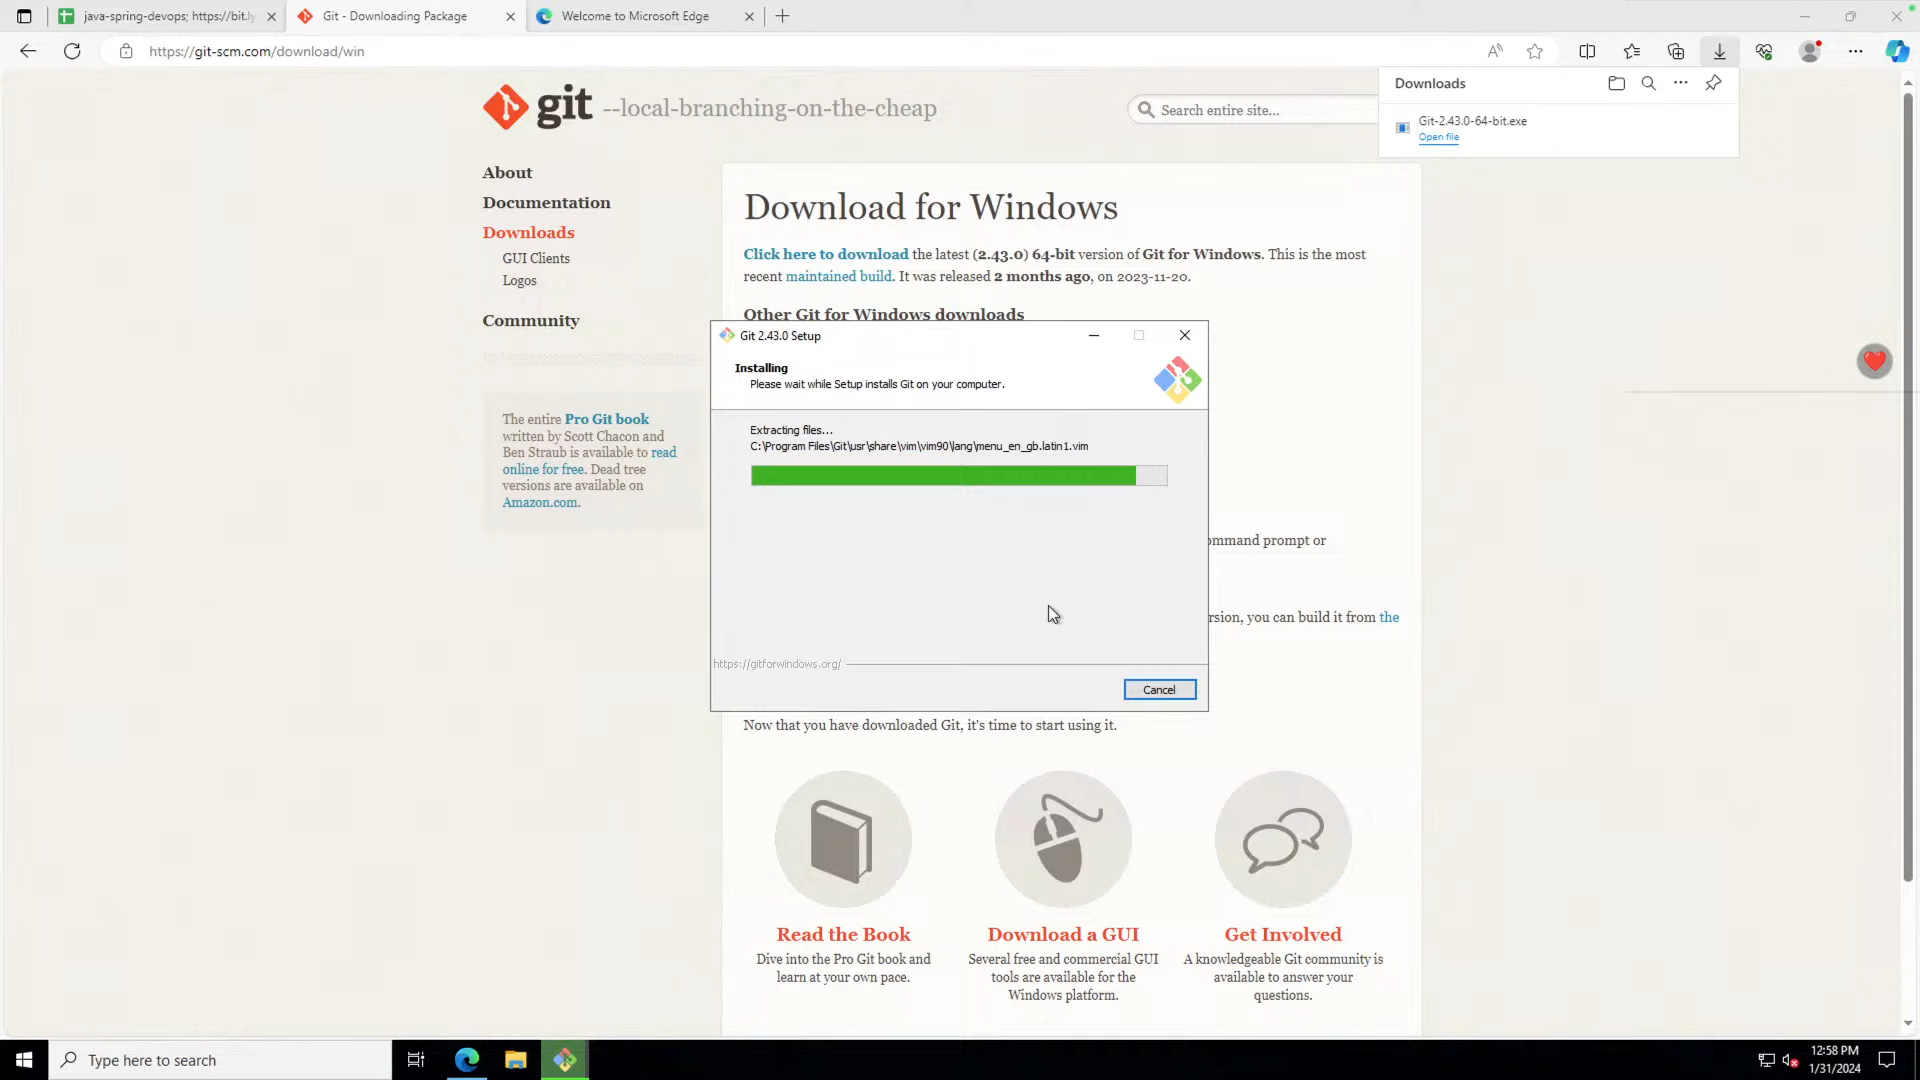 java-spring-devops; https://bit.ly
Git - Downloading Package
Welcome to Microsoft Edge
https://git-scm.com/download/win
git --local-branching-on-the-cheap
Search entire site...
Downloads
Git-2.43.0-64-bit.exe
Open file
About
Documentation
Downloads
GUI Clients
Logos
Community
The entire Pro Git book
written by Scott Chacon and
Ben Straub is available to read
online for free. Dead tree
versions are available on
Amazon.com.
Download for Windows
Click here to download the latest (2.43.0) 64-bit version of Git for Windows. This is the most
recent maintained build. It was released 2 months ago, on 2023-11-20.
Other Git for Windows downloads
Git 2.43.0 Setup
Installing
Please wait while Setup installs Git on your computer.
Extracting files...
C:\Program Files\Git\usr\share\vim\vim90\lang\menu_en_gb.latin1.vim
https://gitforwindows.org/
Cancel
ommand prompt or
rsion, you can build it from the
Now that you have downloaded Git, it's time to start using it.
Read the Book
Dive into the Pro Git book and
learn at your own pace.
Download a GUI
Several free and commercial GUI
tools are available for the
Windows platform.
Get Involved
A knowledgeable Git community is
available to answer your
questions.
Type here to search
12:58 PM
1/31/2024